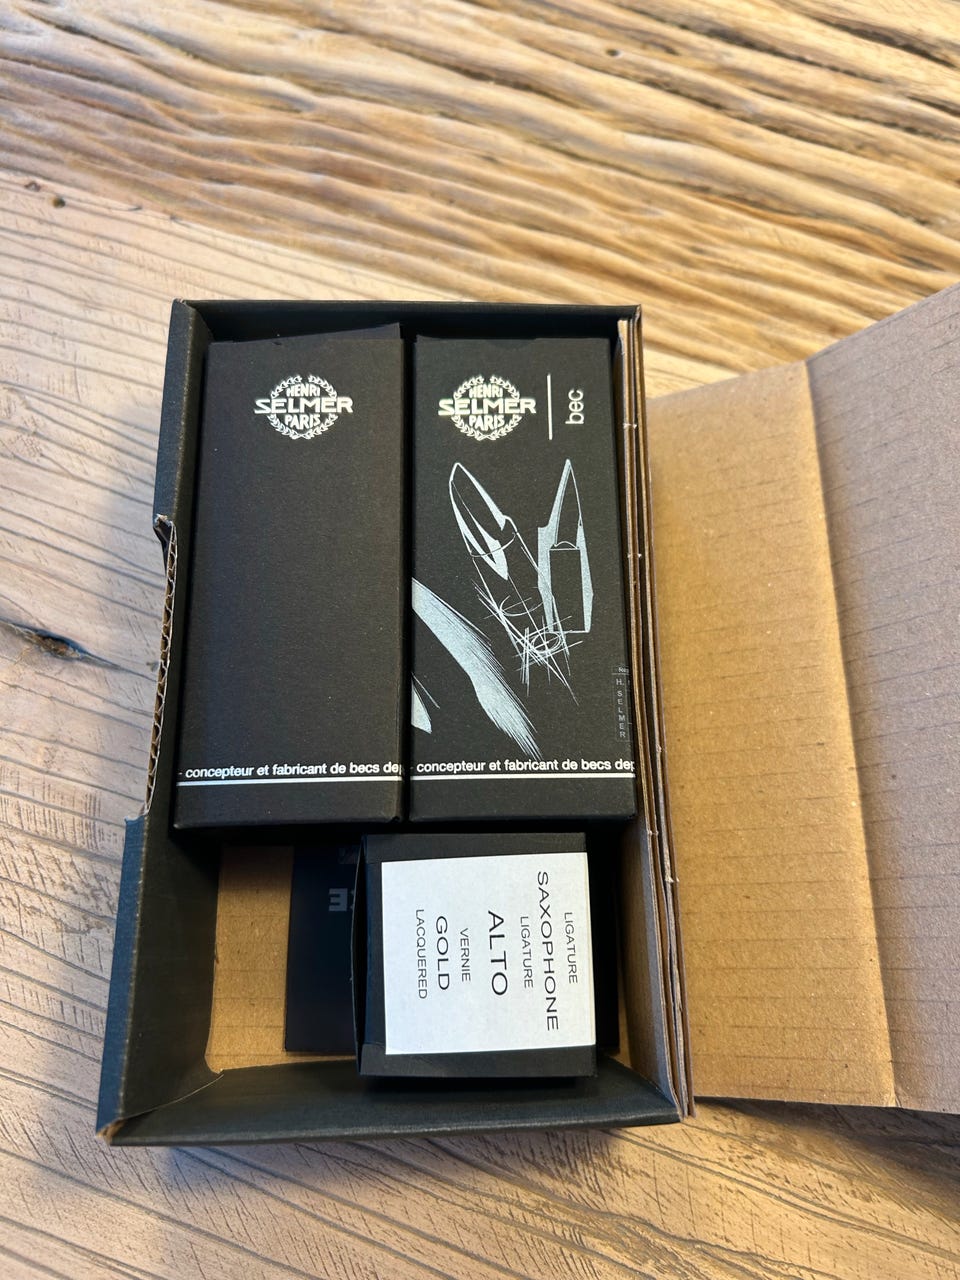 HENRI
SELMER
PARIS
- concepteur et fabricant de becs dep
HENRI
SELMER
PARIS
bec
H. SELMER
- concepteur et fabricant de becs dep
LIGATURE
SAXOPHONE
LIGATURE
ALTO
VERNIE
GOLD
LACQUERED